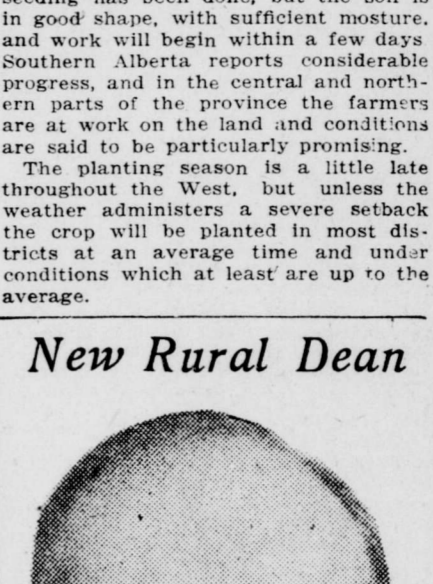 in good shape, with sufficient mosture.
and work will begin within a few days
Southern Alberta reports considerable
progress, and in the central and north-
ern parts of the province the farmers
are at work on the land and conditions
are said to be particularly promising.
The planting season is a little late
throughout the West, but unless the
weather administers a severe setback
the crop will be planted in most dis-
tricts at an average time and under
conditions which at least are up to the
average.
New Rural Dean